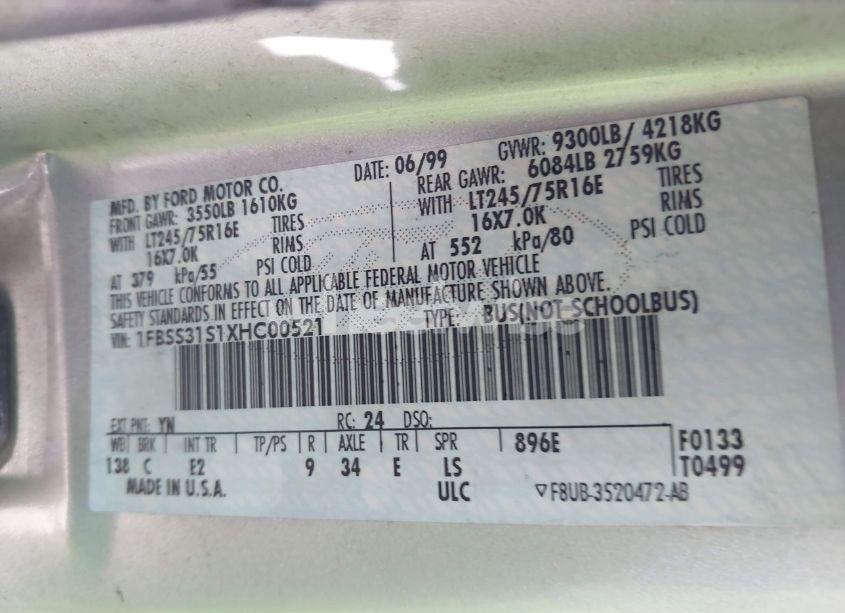 MFD. BY FORD MOTOR CO. DATE: 06/99 GVWR: 9300LB/ 4218KG
FRONT GAWR: 3550LB 1610KG REAR GAWR: 6084LB 2759KG
WITH LT245/75R16E TIRES WITH LT245/75R16E TIRES
16X7.0K RIMS 16X7.0K RIMS
AT 379 kPa/55 PSI COLD AT 552 kPa/80 PSI COLD
THIS VEHICLE CONFORMS TO ALL APPLICABLE FEDERAL MOTOR VEHICLE
SAFETY STANDARDS IN EFFECT ON THE DATE OF MANUFACTURE SHOWN ABOVE.
VIN: 1FBSS31S1XHC00521 TYPE: BUS(NOT SCHOOLBUS)
EXT PNT: YN RC: 24 DSO:
WB BRK INT TR TP/PS R AXLE TR SPR 896E F0133
138 C E2 9 34 E LS T0499
MADE IN U.S.A. ULC ▽F8UB-3520472-AB